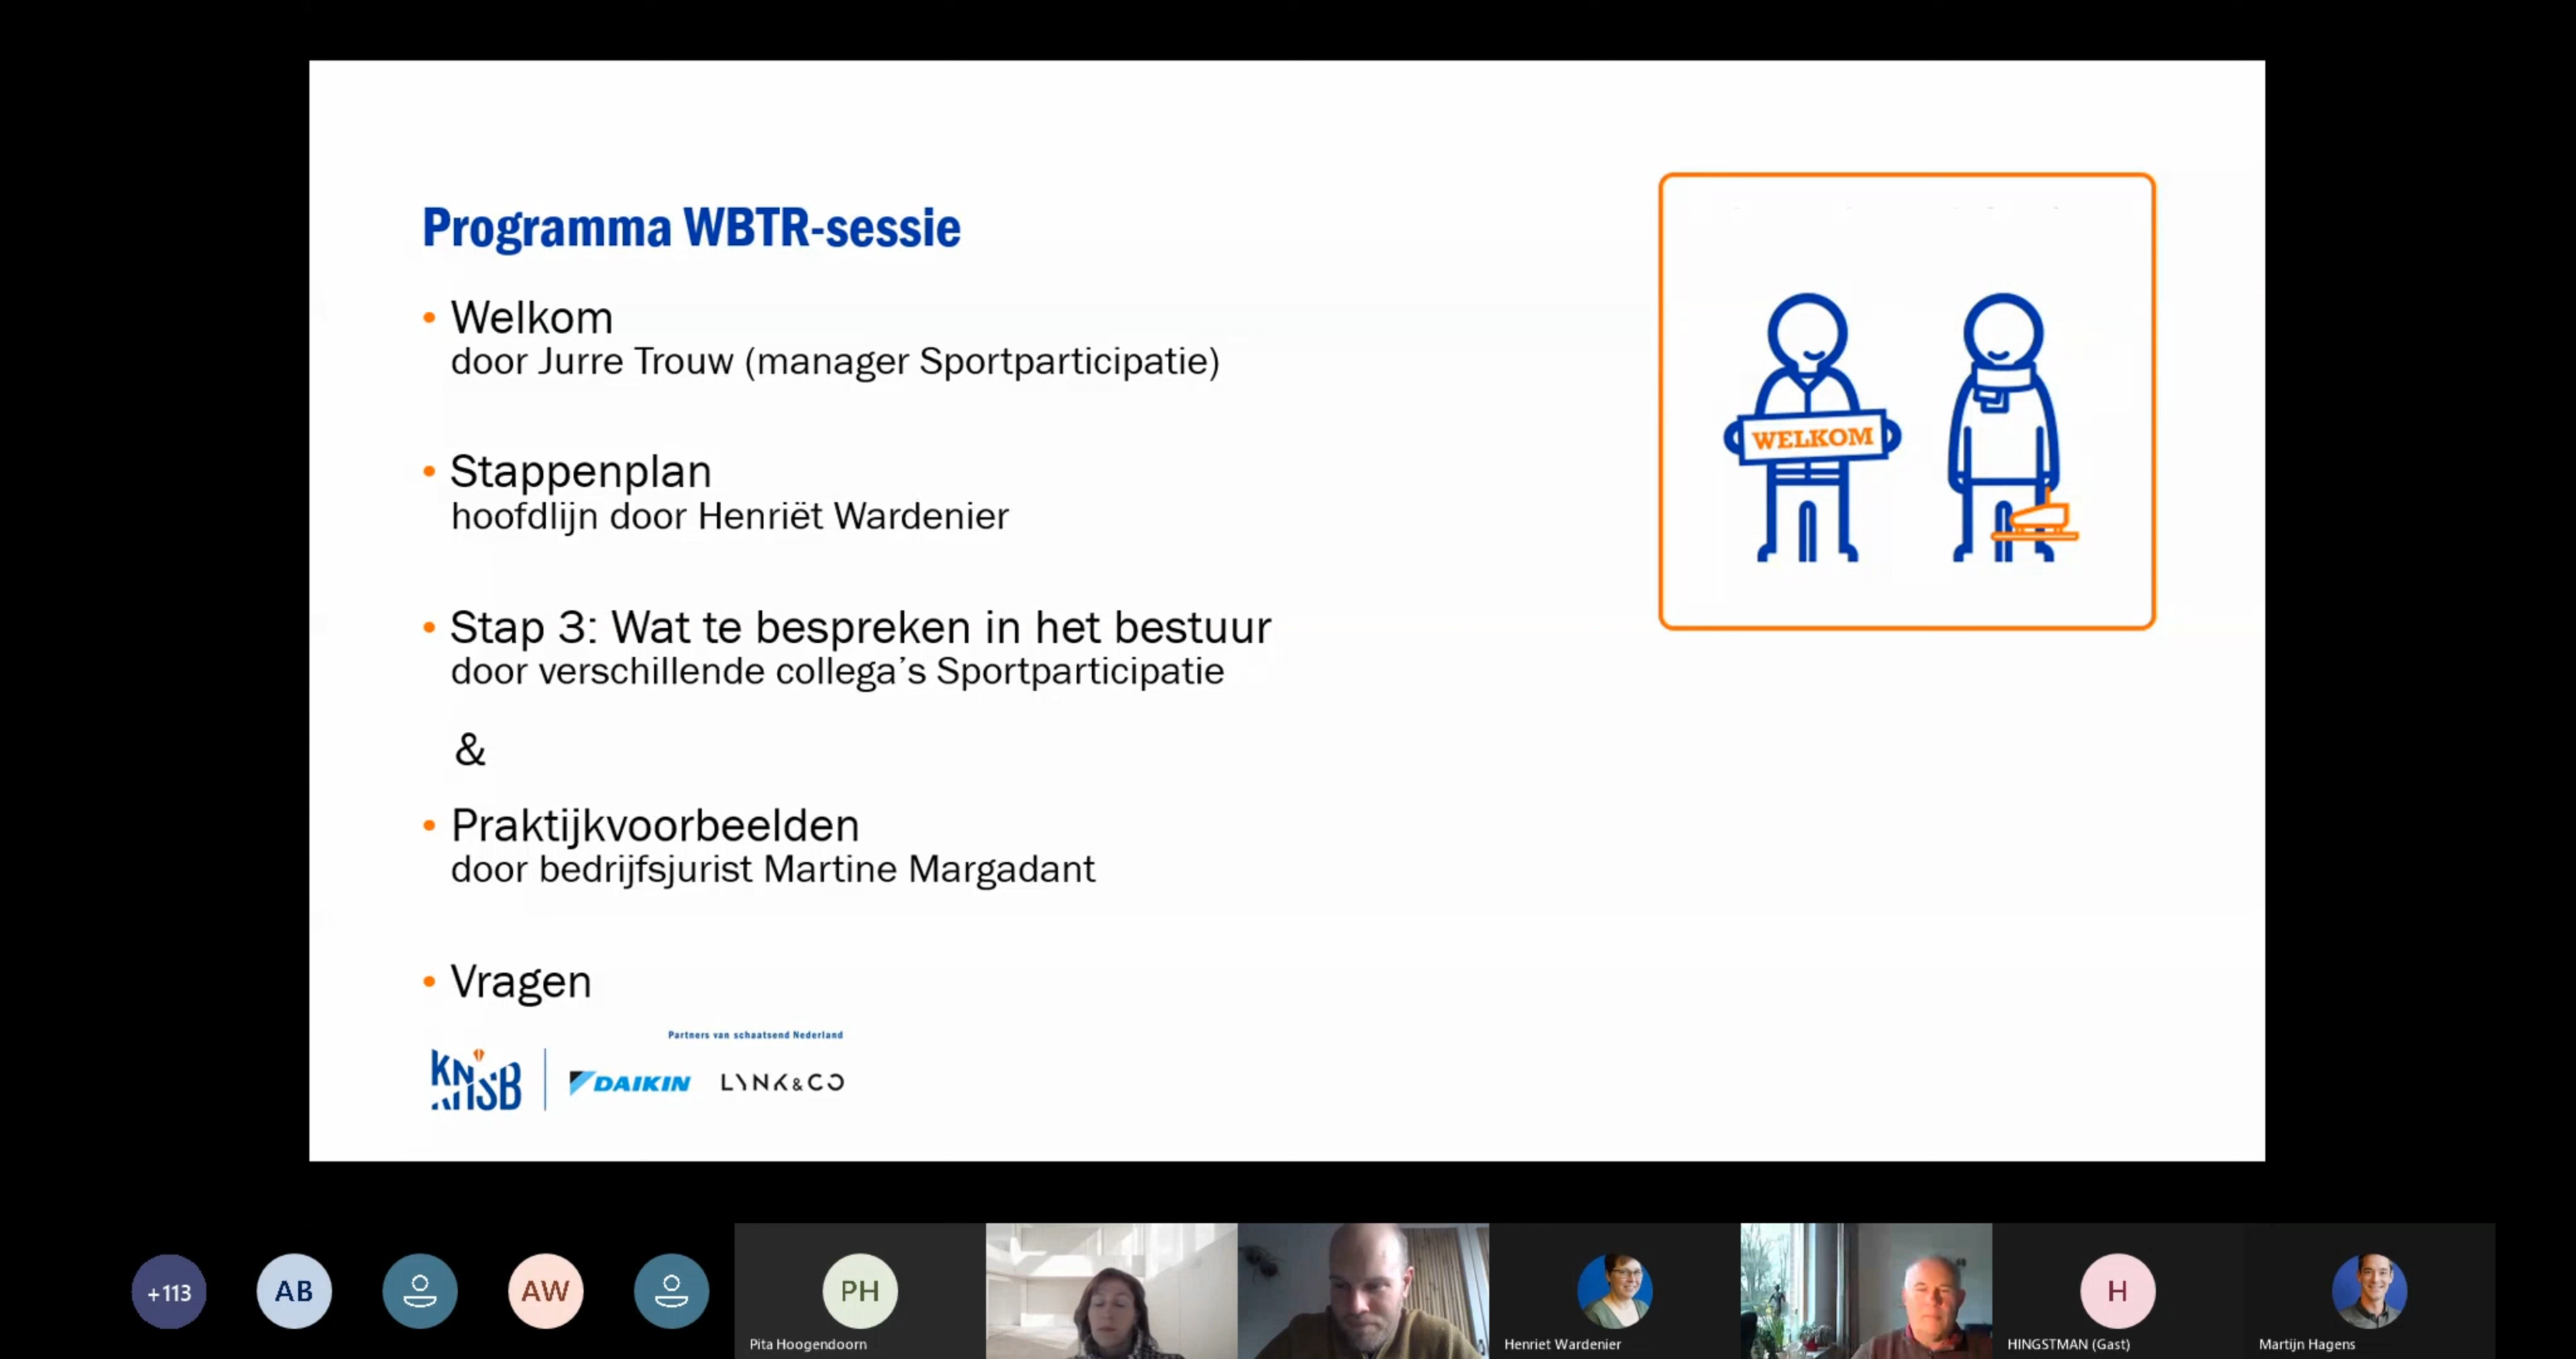 Programma WBTR-sessie
• Welkom
door Jurre Trouw (manager Sportparticipatie)
• Stappenplan
hoofdlijn door Henriët Wardenier
• Stap 3: Wat te bespreken in het bestuur
door verschillende collega's Sportparticipatie
&
• Praktijkvoorbeelden
door bedrijfsjurist Martine Margadant
• Vragen
WELKOM
Partners van schaatsend Nederland
KNSB
DAIKIN
LYNK & CO
+113
AB
AW
PH
Pita Hoogendoorn
Henriet Wardenier
H
HINGSTMAN (Gast)
Martijn Hagens